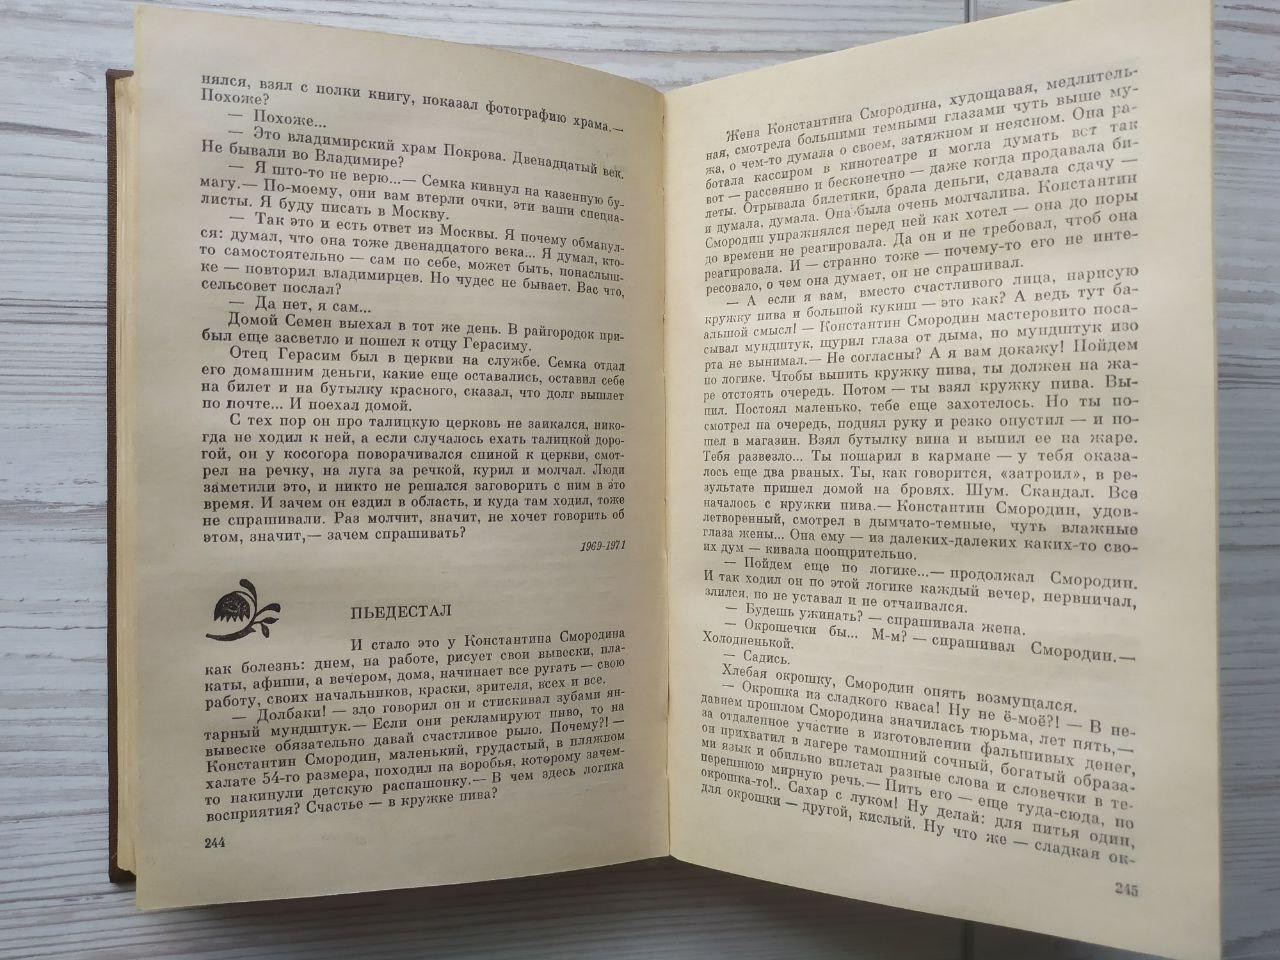 нялся, взял с полки книгу, показал фотографию храма.—
Похоже?
— Похоже...
— Это владимирский храм Покрова. Двенадцатый век.
Не бывали во Владимире?
— Я што-то не верю...— Семка кивнул на казенную бу-
магу.— По-моему, они вам втерли очки, эти ваши специа-
листы. Я буду писать в Москву.
— Так это и есть ответ из Москвы. Я почему обманул-
ся: думал, что она тоже двенадцатого века... Я думал, кто-
то самостоятельно — сам по себе, может быть, понаслыш-
ке — повторил владимирцев. Но чудес не бывает. Вас что,
сельсовет послал?
— Да нет, я сам...
Домой Семен выехал в тот же день. В райгородок при-
был еще засветло и пошел к отцу Герасиму.
Отец Герасим был в церкви на службе. Семка отдал
его домашним деньги, какие еще оставались, оставил себе
на билет и на бутылку красного, сказал, что долг вышлет
по почте... И поехал домой.
С тех пор он про талицкую церковь не заикался, нико-
гда не ходил к ней, а если случалось ехать талицкой доро-
гой, он у косогора поворачивался спиной к церкви, смот-
рел на речку, на луга за речкой, курил и молчал. Люди
заметили это, и никто не решался заговорить с ним в это
время. И зачем он ездил в область, и куда там ходил, тоже
не спрашивали. Раз молчит, значит, не хочет говорить об
этом, значит,— зачем спрашивать?
1969-1971
ПЬЕДЕСТАЛ
И стало это у Константина Смородина
как болезнь: днем, на работе, рисует свои вывески, пла-
каты, афиши, а вечером, дома, начинает все ругать — свою
работу, своих начальников, краски, зрителя, всех и все.
— Долбаки! — зло говорил он и стискивал зубами ян-
тарный мундштук.— Если они рекламируют пиво, то на
вывеске обязательно давай счастливое рыло. Почему?! —
Константин Смородин, маленький, грудастый, в пляжном
халате 54-го размера, походил на воробья, которому зачем-
то накинули детскую распашонку.— В чем здесь логика
восприятия? Счастье — в кружке пива?
244
Жена Константина Смородина, худощавая, медлитель-
ная, смотрела большими темными глазами чуть выше му-
жа, о чем-то думала о своем, затяжном и неясном. Она ра-
ботала кассиром в кинотеатре и могла думать вот так
вот — рассеянно и бесконечно — даже когда продавала би-
леты. Отрывала билетики, брала деньги, сдавала сдачу —
и думала, думала. Она была очень молчалива. Константин
Смородин упражнялся перед ней как хотел — она до поры
до времени не реагировала. Да он и не требовал, чтоб она
реагировала. И — странно тоже — почему-то его не инте-
ресовало, о чем она думает, он не спрашивал.
— А если я вам, вместо счастливого лица, нарисую
кружку пива и большой кукиш — это как? А ведь тут ба-
альшой смысл! — Константин Смородин мастеровито поса-
сывал мундштук, щурил глаза от дыма, но мундштук изо
рта не вынимал.— Не согласны? А я вам докажу! Пойдем
по логике. Чтобы выпить кружку пива, ты должен на жа-
ре отстоять очередь. Потом — ты взял кружку пива. Вы-
пил. Постоял маленько, тебе еще захотелось. Но ты по-
смотрел на очередь, поднял руку и резко опустил — и по-
шел в магазин. Взял бутылку вина и выпил ее на жаре.
Тебя развезло... Ты пошарил в кармане — у тебя оказа-
лось еще два рваных. Ты, как говорится, «затроил», в ре-
зультате пришел домой на бровях. Шум. Скандал. Все
началось с кружки пива.— Константин Смородин, удов-
летворенный, смотрел в дымчато-темные, чуть влажные
глаза жены... Она ему — из далеких-далеких каких-то сво-
их дум — кивала поощрительно.
— Пойдем еще по логике...— продолжал Смородин.
И так ходил он по этой логике каждый вечер, нервничал,
злился, но не уставал и не отчаивался.
— Будешь ужинать? — спрашивала жена.
— Окрошечки бы... М-м? — спрашивал Смородин.—
Холодненькой.
— Садись.
Хлебая окрошку, Смородин опять возмущался.
— Окрошка из сладкого кваса! Ну не ё-моё?! — В не-
давнем прошлом Смородина значилась тюрьма, лет пять,—
за отдаленное участие в изготовлении фальшивых денег,
он прихватил в лагере тамошний сочный, богатый образа-
ми язык и обильно вплетал разные слова и словечки в те-
перешнюю мирную речь.— Пить его — еще туда-сюда, но
окрошка-то!.. Сахар с луком! Ну делай: для питья один,
для окрошки — другой, кислый. Ну что же — сладкая ок-
245